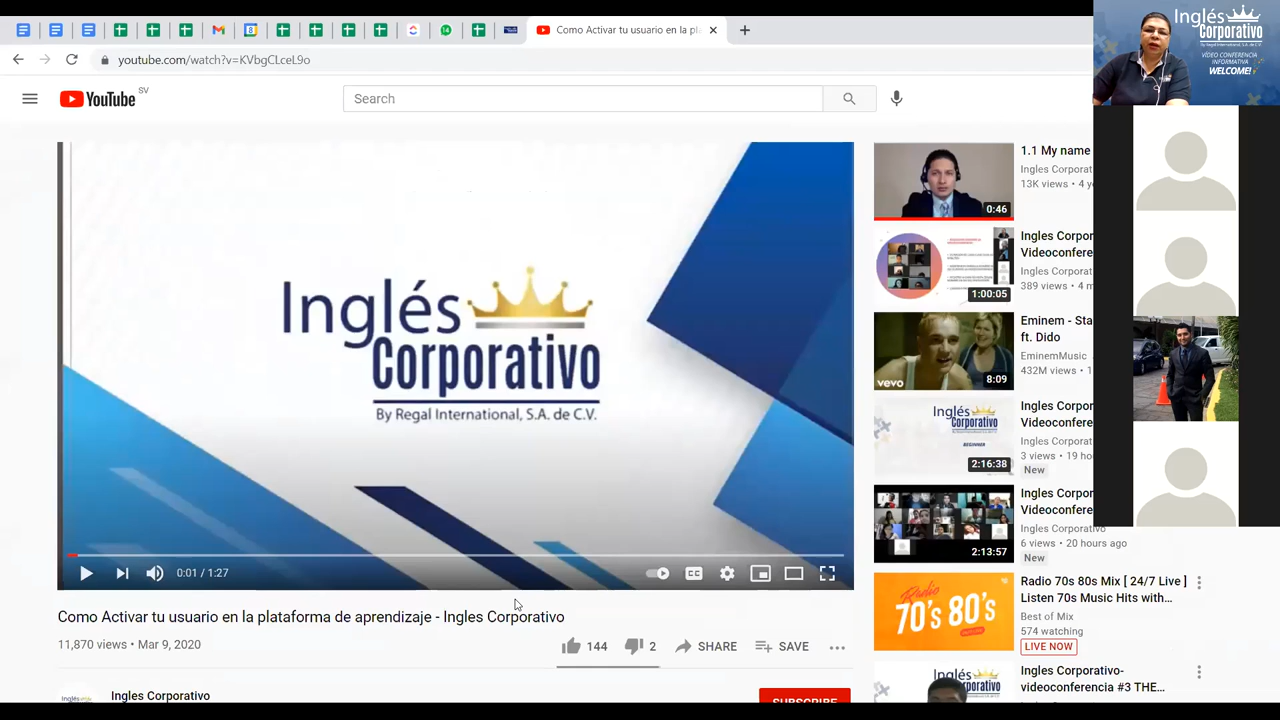 Como Activar tu usuario en la pl
youtube.com/watch?v=KVbgCLceL9o
YouTube
SV
Search
Inglés
Corporativo
By Regal International, S.A. de C.V.
0:01 / 1:27
CC
Como Activar tu usuario en la plataforma de aprendizaje - Ingles Corporativo
11,870 views • Mar 9, 2020
144
2
SHARE
SAVE
Ingles Corporativo
SUBSCRIBE
1.1 My name
Ingles Corporat
13K views • 4 y
0:46
Ingles Corpor
Videoconfere
Ingles Corporat
389 views • 4 m
1:00:05
Eminem - Sta
ft. Dido
EminemMusic
432M views • 1
vevo
8:09
Ingles Corpor
Videoconfere
Ingles Corporat
3 views • 19 ho
New
Inglés
Corporativo
BEGINNER
2:16:38
Ingles Corpor
Videoconfere
Ingles Corporativo
6 views • 20 hours ago
New
2:13:57
Radio 70s 80s Mix [ 24/7 Live ]
Listen 70s Music Hits with...
Best of Mix
574 watching
LIVE NOW
Radio
70's 80's
Ingles Corporativo-
videoconferencia #3 THE...
Inglés
Corporativo
Inglés
Corporativo
By Regal International, S.A. de C.V.
VÍDEO CONFERENCIA
INFORMATIVA
WELCOME!